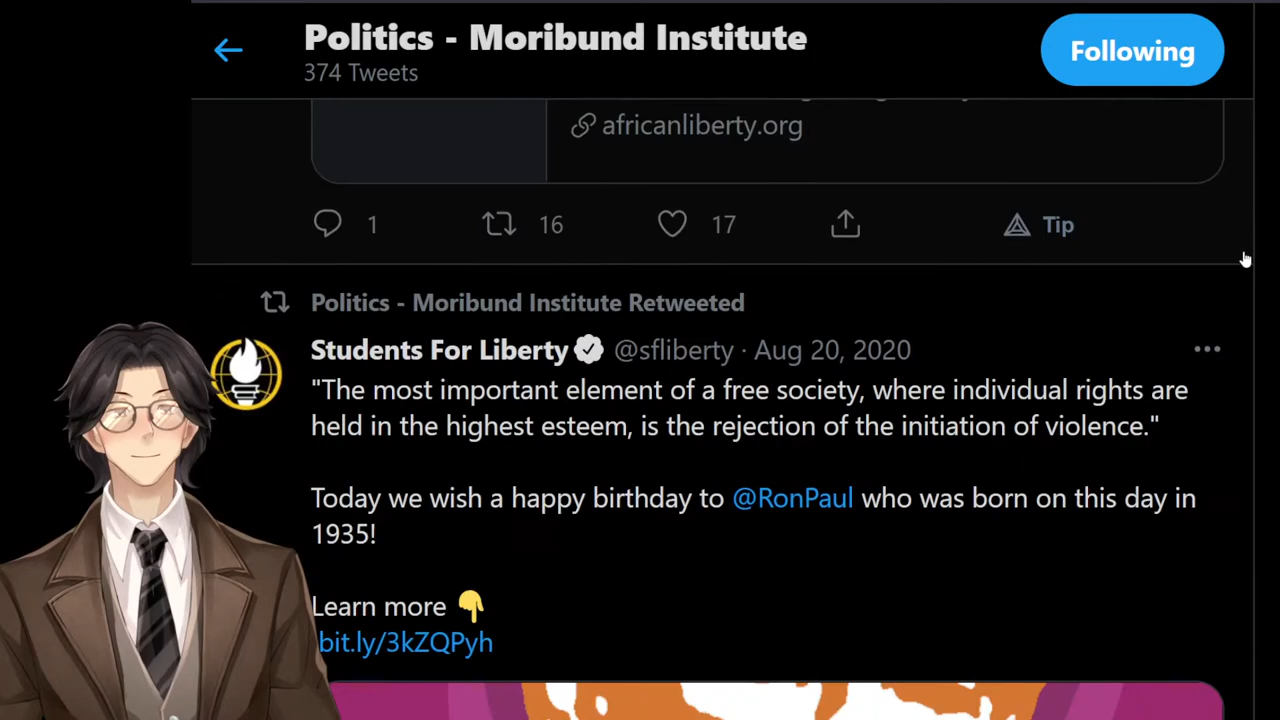 Politics - Moribund Institute
374 Tweets
Following
africanliberty.org
1
16
17
Tip
Politics - Moribund Institute Retweeted
Students For Liberty @sfliberty · Aug 20, 2020
"The most important element of a free society, where individual rights are
held in the highest esteem, is the rejection of the initiation of violence."
Today we wish a happy birthday to @RonPaul who was born on this day in
1935!
Learn more 👇
bit.ly/3kZQPyh